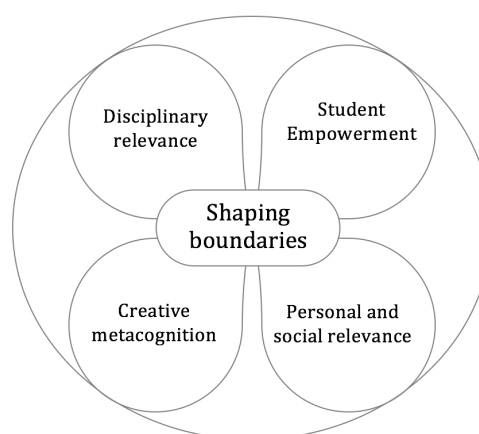 Disciplinary
relevance
Student
Empowerment
Shaping
boundaries
Creative
metacognition
Personal and
social relevance